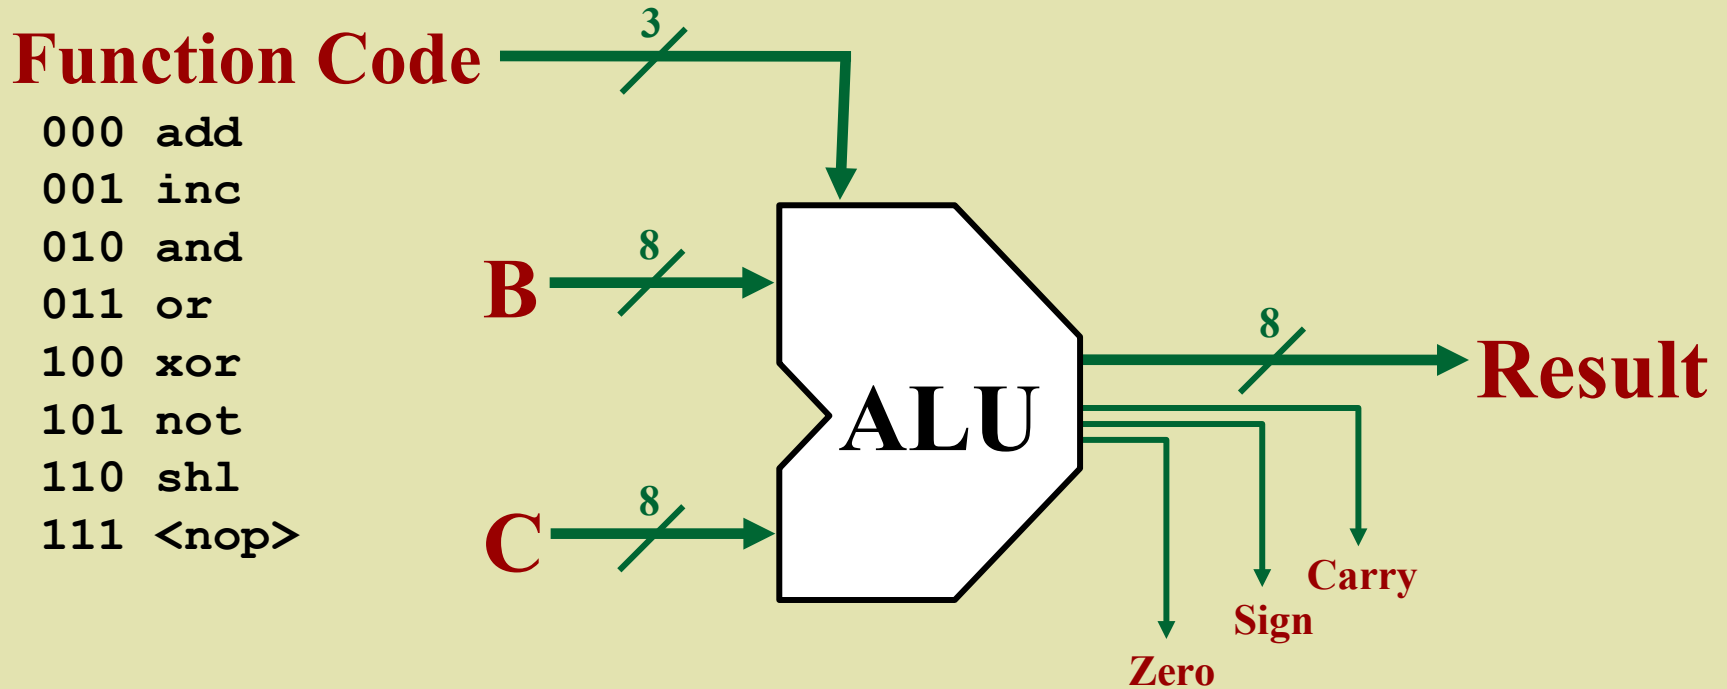 3
Function Code
000 add
001 inc
010 and
011 or
100 xor
101 not
110 shl
111 <nop>
8
B
8
C
ALU
8
Result
Carry
Sign
Zero